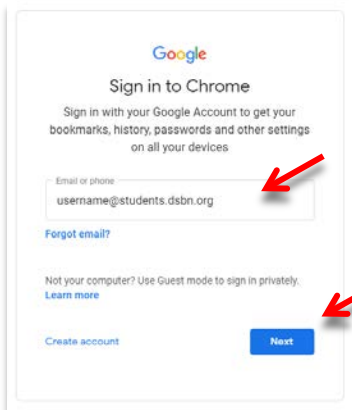 Google
Sign in to Chrome
Sign in with your Google Account to get your
bookmarks, history, passwords and other settings
on all your devices
Email or phone
username@students.dsbn.org
Forgot email?
Not your computer? Use Guest mode to sign in privately.
Learn more
Create account
Next